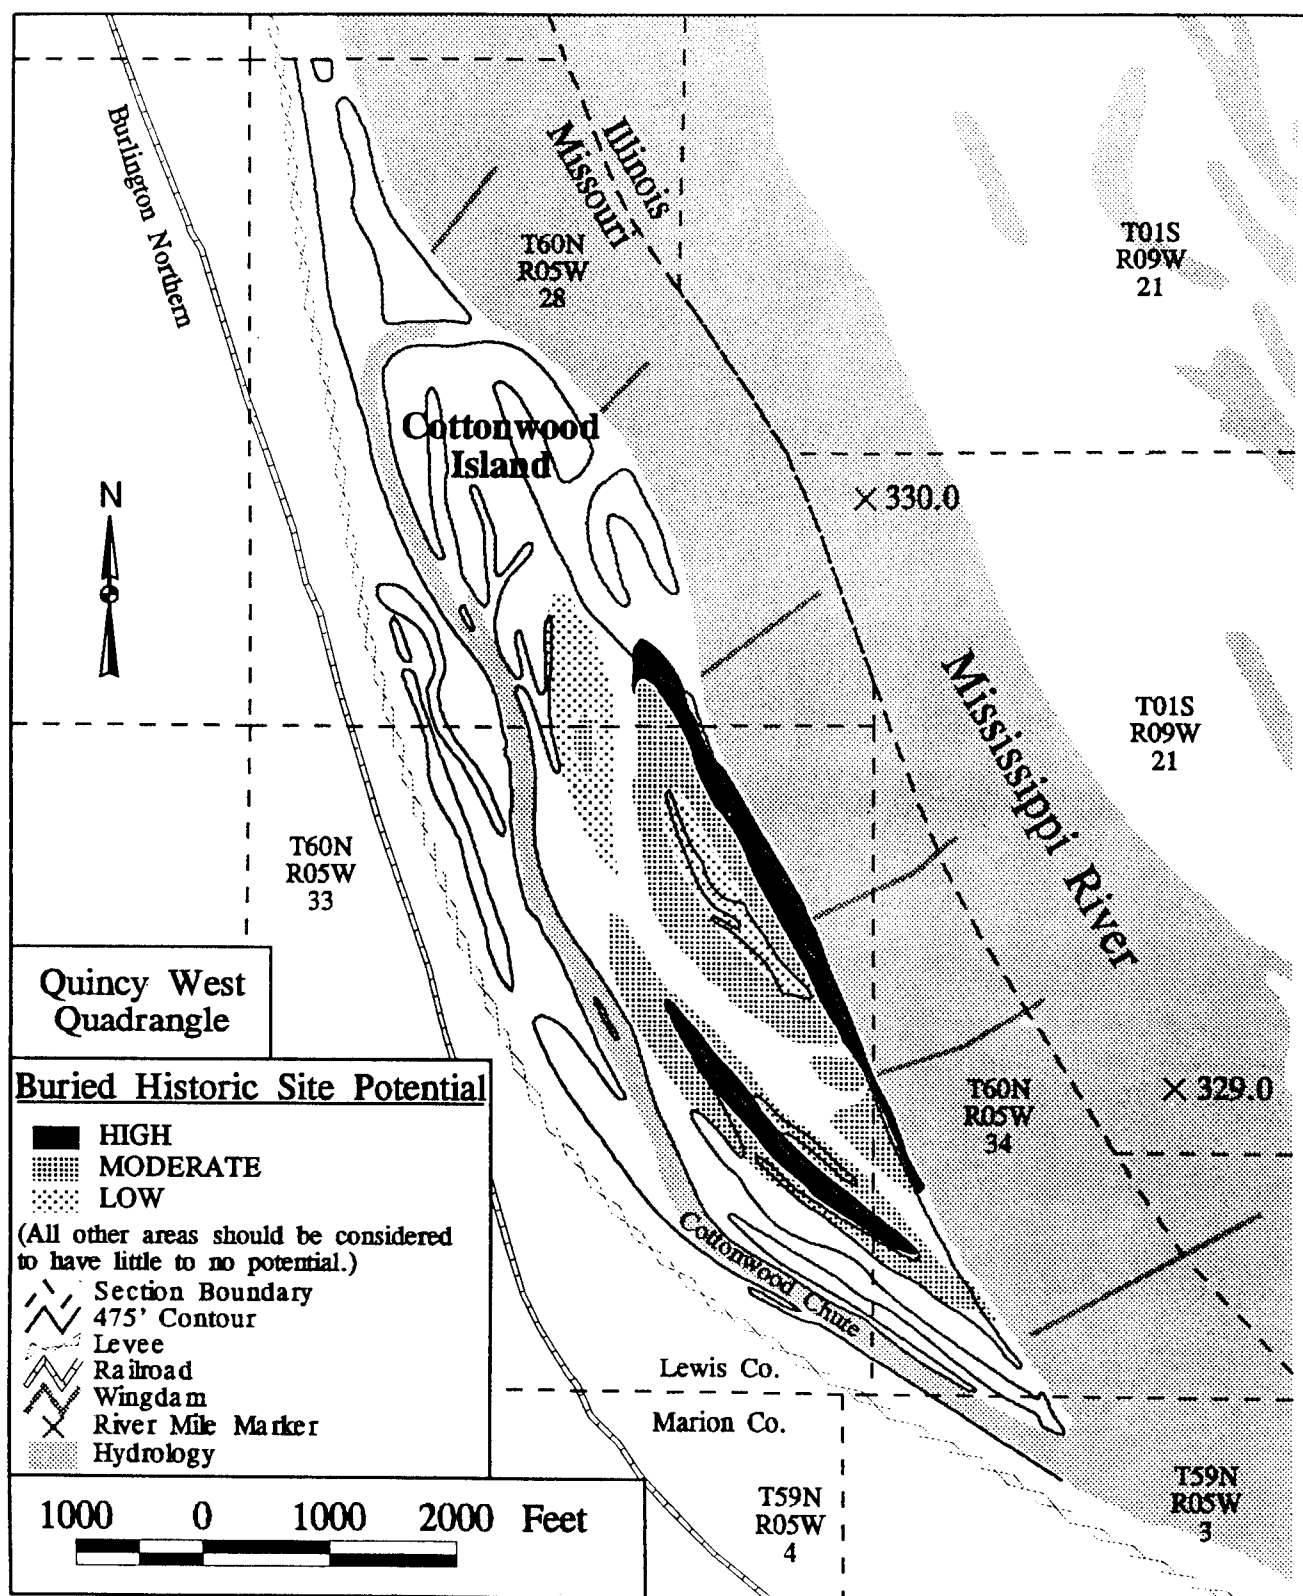 Burlington Northern
Illinois
Missouri
T60N
R05W
28
T01S
R09W
21
Cottonwood
Island
N
× 330.0
Mississippi River
T01S
R09W
21
T60N
R05W
33
Quincy West
Quadrangle
Buried Historic Site Potential
HIGH
MODERATE
LOW
(All other areas should be considered
to have little to no potential.)
Section Boundary
475' Contour
Levee
Railroad
Wingdam
River Mile Marker
Hydrology
T60N
R05W
34
× 329.0
Cottonwood Chute
Lewis Co.
Marion Co.
T59N
R05W
4
T59N
R05W
3
1000 0 1000 2000 Feet